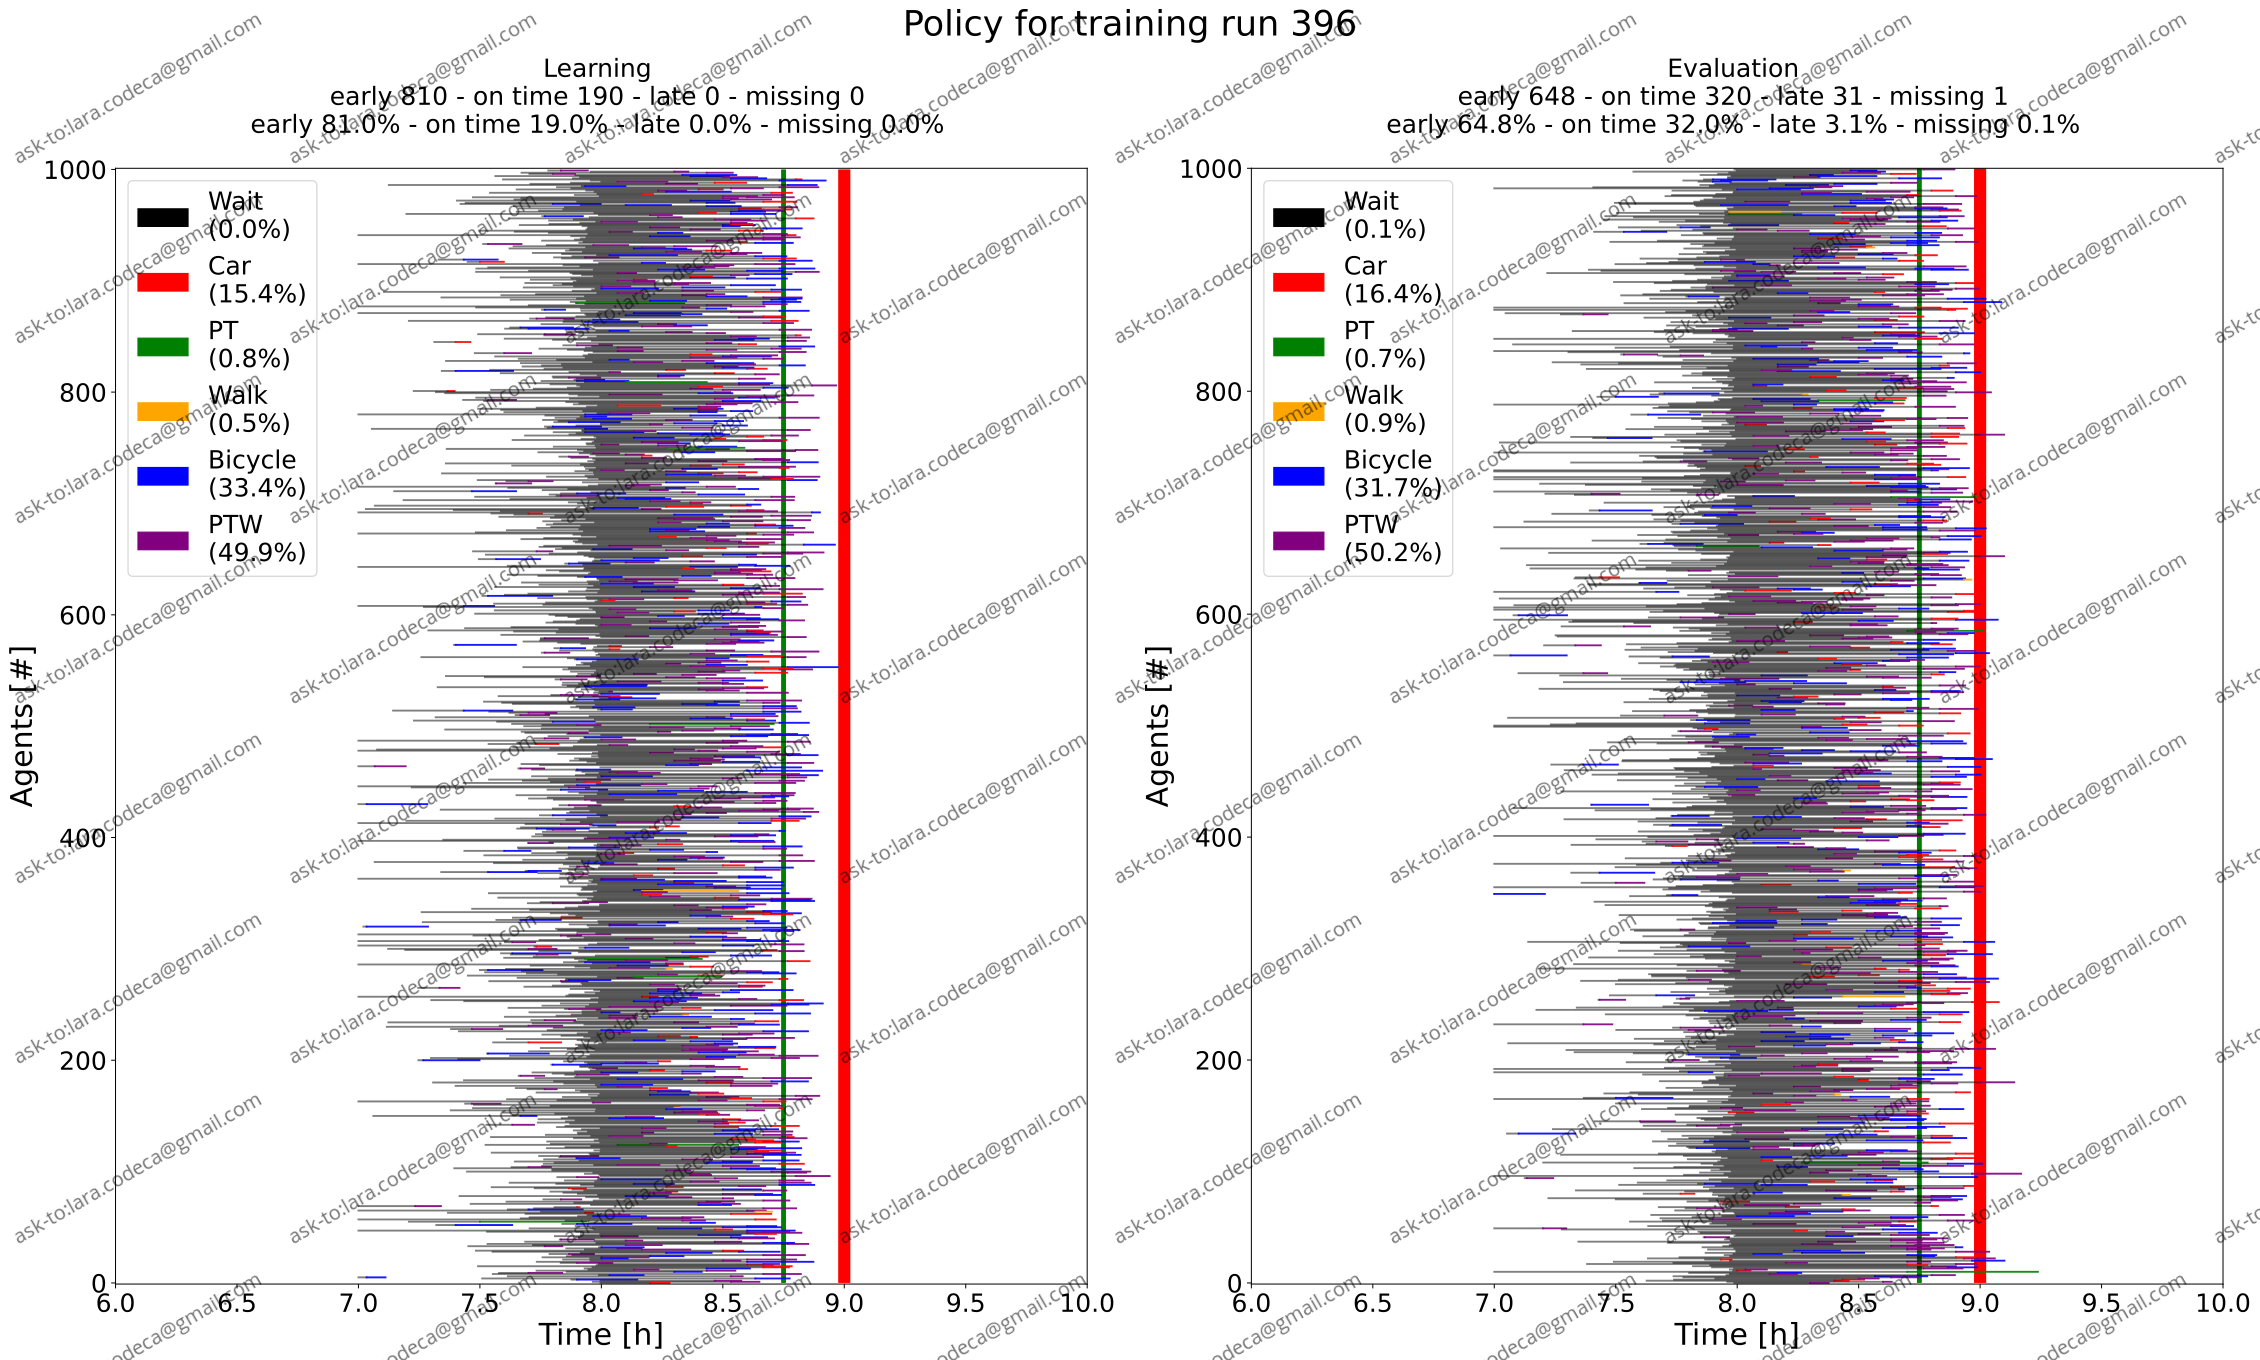 Policy for training run 396
Learning
early 810 - on time 190 - late 0 - missing 0
early 81.0% - on time 19.0% - late 0.0% - missing 0.0%
Wait
(0.0%)
Car
(15.4%)
PT
(0.8%)
Walk
(0.5%)
Bicycle
(33.4%)
PTW
(49.9%)
1000
800
600
400
200
0
Agents [#]
6.0 6.5 7.0 7.5 8.0 8.5 9.0 9.5 10.0
Time [h]
Evaluation
early 648 - on time 320 - late 31 - missing 1
early 64.8% - on time 32.0% - late 3.1% - missing 0.1%
Wait
(0.1%)
Car
(16.4%)
PT
(0.7%)
Walk
(0.9%)
Bicycle
(31.7%)
PTW
(50.2%)
1000
800
600
400
200
0
Agents [#]
6.0 6.5 7.0 7.5 8.0 8.5 9.0 9.5 10.0
Time [h]
ask-to:lara.codeca@gmail.com